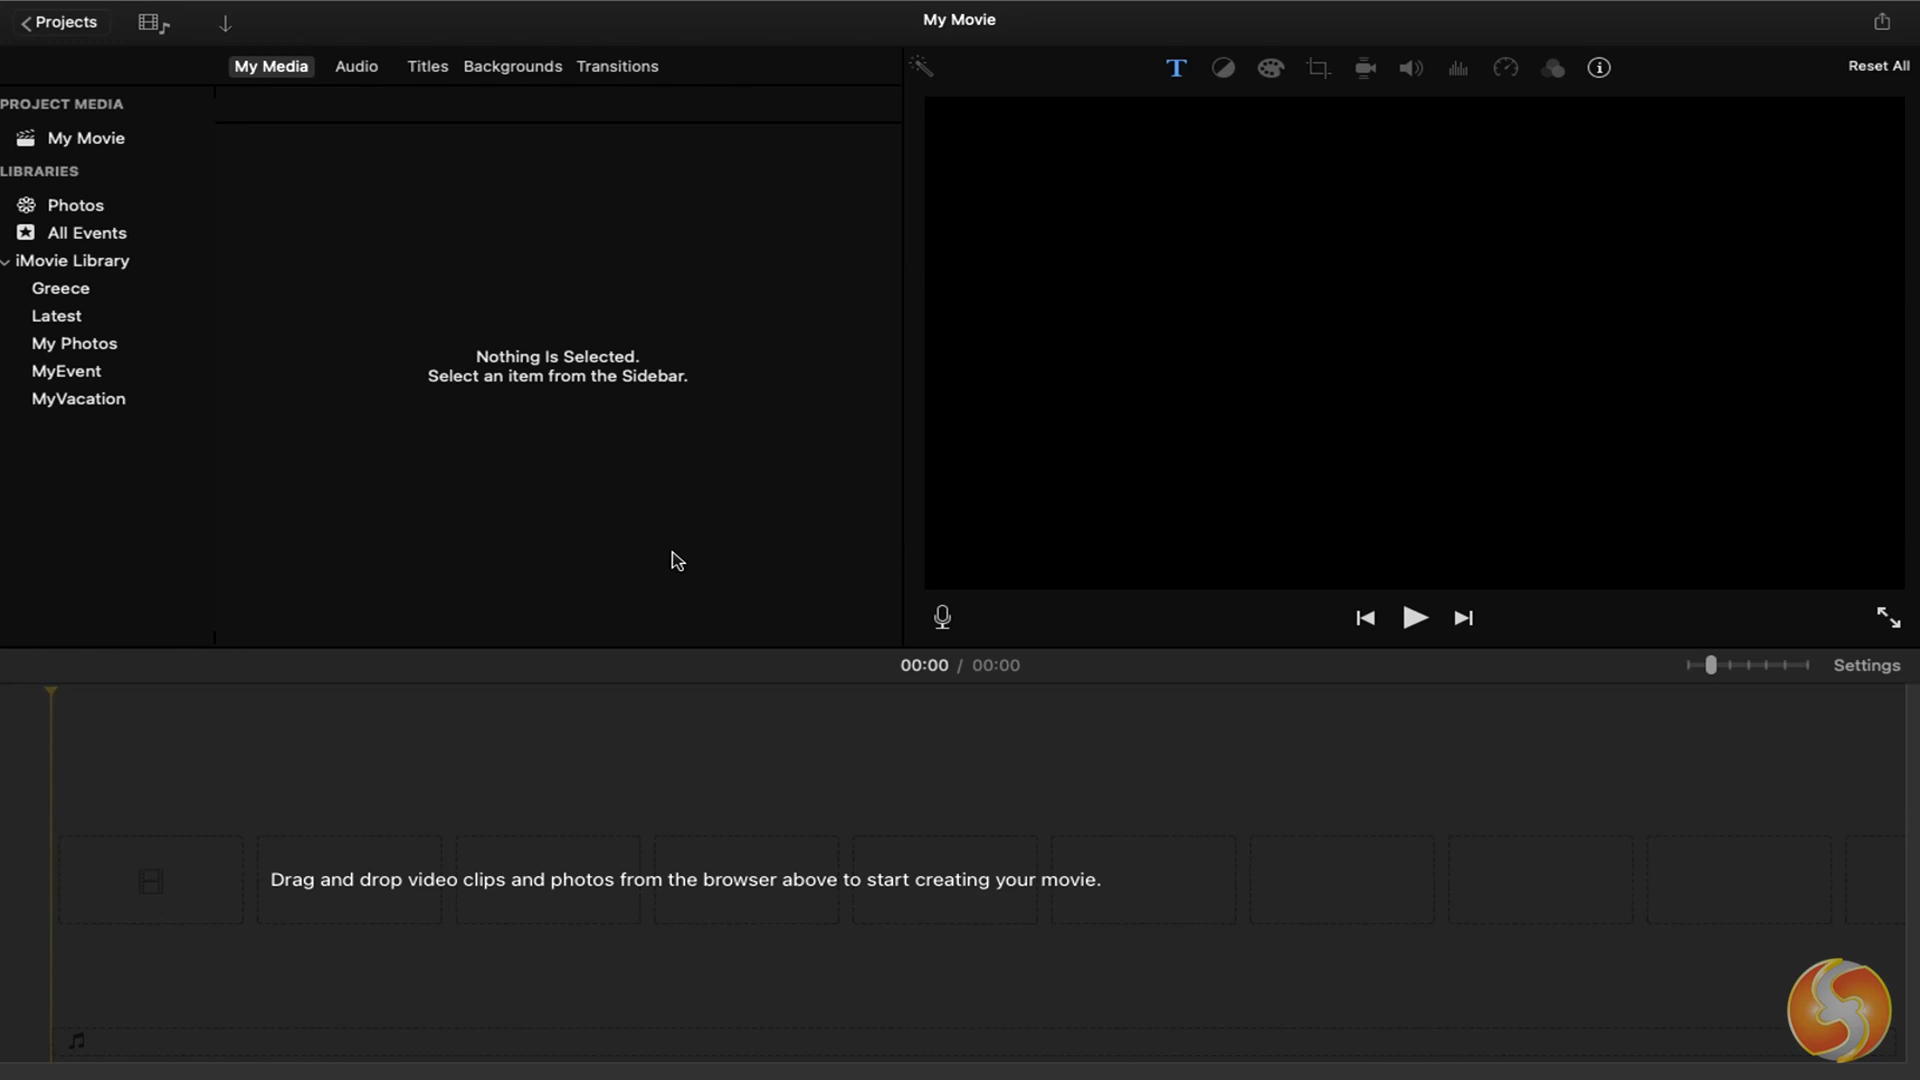 Projects
My Movie
My Media Audio Titles Backgrounds Transitions
Reset All
PROJECT MEDIA
My Movie
LIBRARIES
Photos
All Events
iMovie Library
Greece
Latest
My Photos
MyEvent
MyVacation
Nothing Is Selected.
Select an item from the Sidebar.
00:00 / 00:00
Settings
Drag and drop video clips and photos from the browser above to start creating your movie.